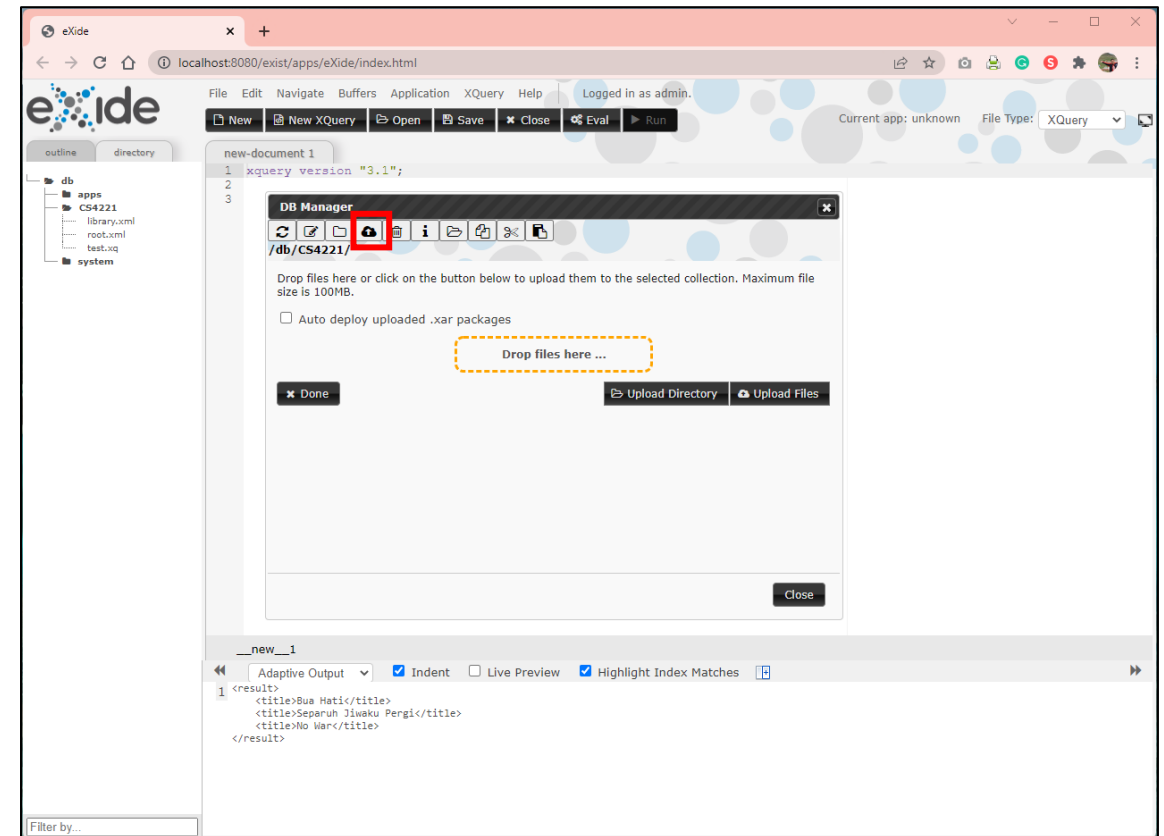 eXide
localhost:8080/exist/apps/eXide/index.html
eXide
File Edit Navigate Buffers Application XQuery Help Logged in as admin.
New New XQuery Open Save Close Eval Run Current app: unknown File Type: XQuery
outline directory
new-document 1
db
apps
CS4221
library.xml
root.xml
test.xq
system
1 xquery version "3.1";
2
3
DB Manager
/db/CS4221/
Drop files here or click on the button below to upload them to the selected collection. Maximum file
size is 100MB.
Auto deploy uploaded .xar packages
Drop files here ...
Done Upload Directory Upload Files
Close
__new__1
Adaptive Output Indent Live Preview Highlight Index Matches
1 <result>
<title>Bua Hati</title>
<title>Separuh Jiwaku Pergi</title>
<title>No War</title>
</result>
Filter by...